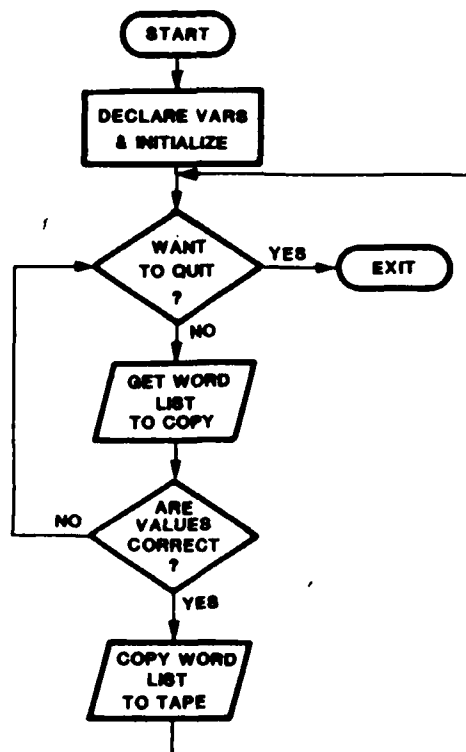 START
DECLARE VARS
& INITIALIZE
WANT
TO QUIT
?
YES
EXIT
NO
GET WORD
LIST
TO COPY
ARE
VALUES
CORRECT
?
NO
YES
COPY WORD
LIST
TO TAPE